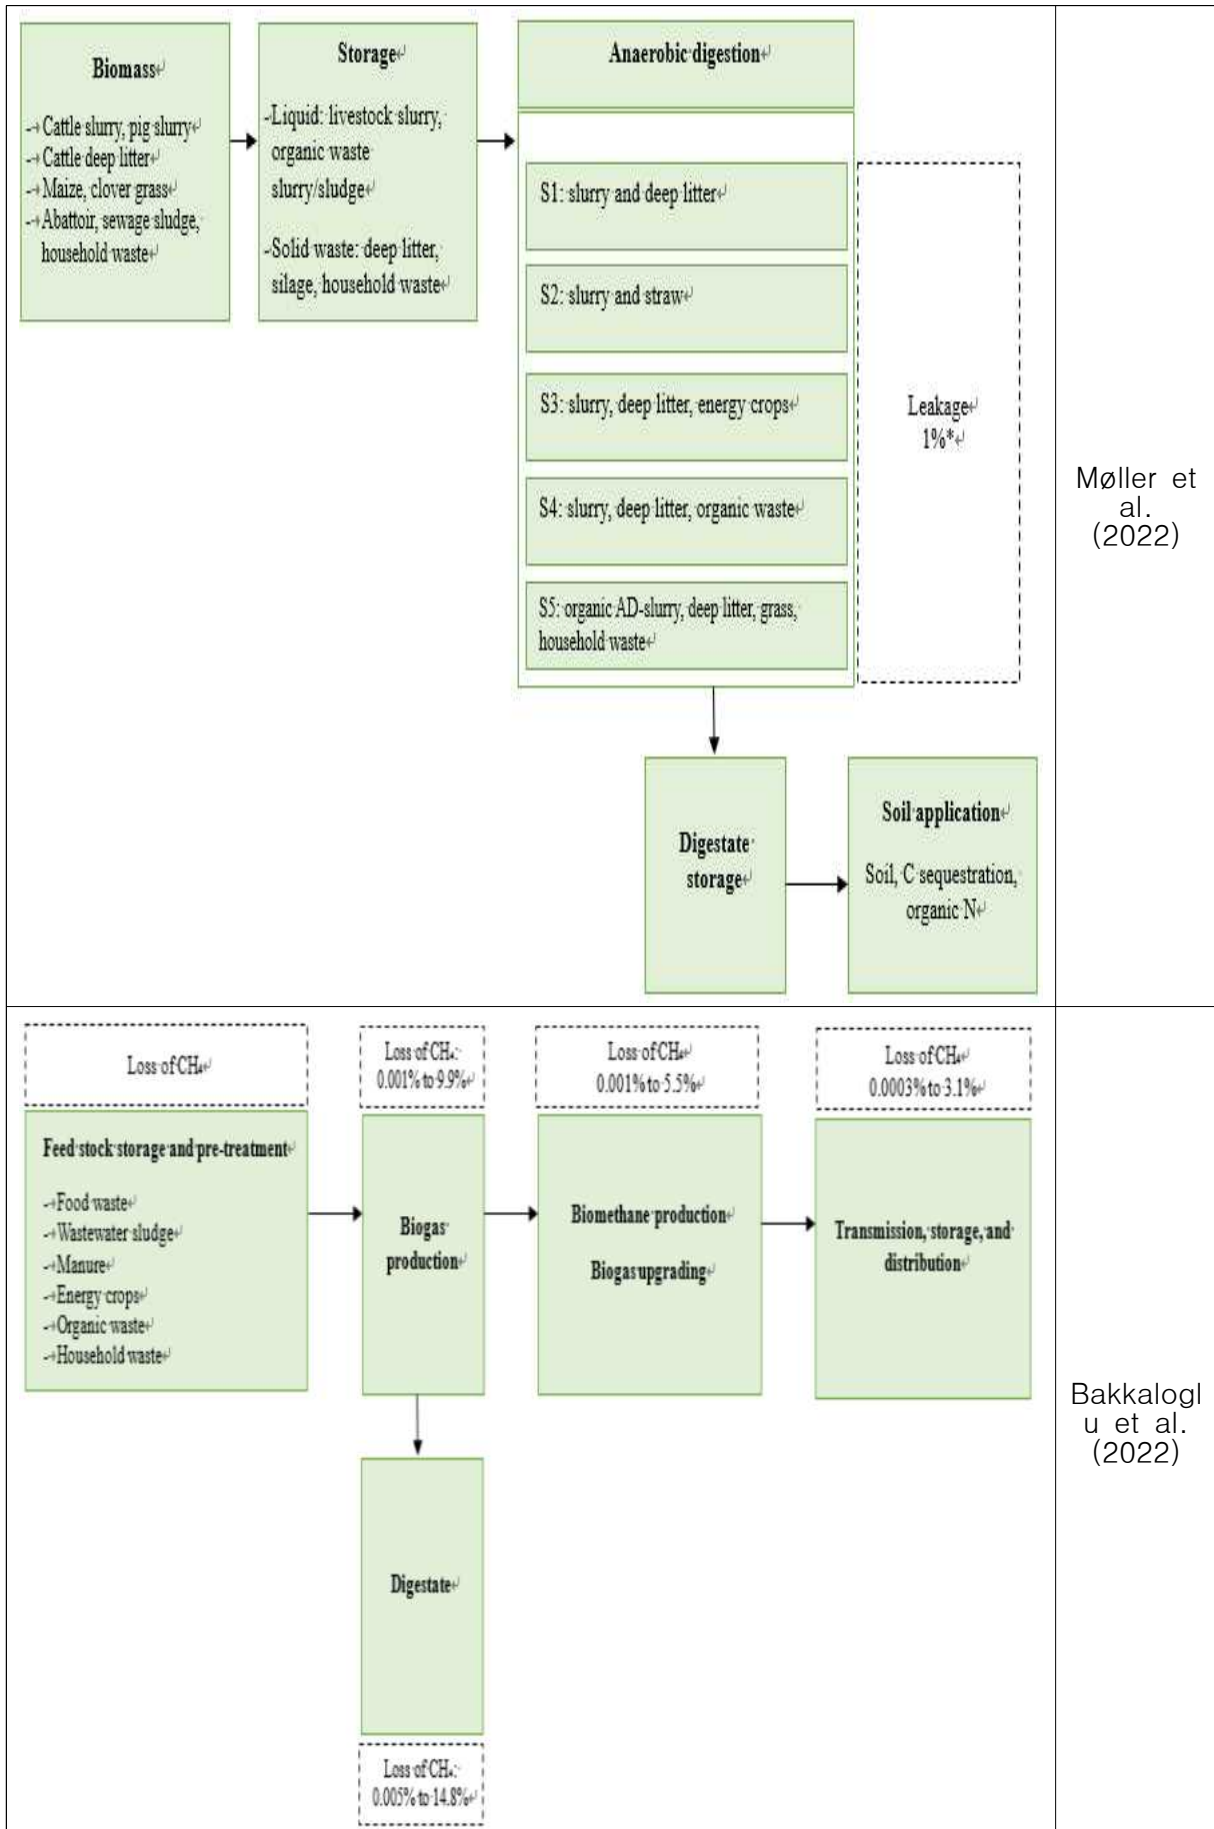 Biomass
Cattle slurry, pig slurry
Cattle deep litter
Maize, clover grass
Abattoir, sewage sludge,
household waste
Storage
-Liquid: livestock slurry,
organic waste
slurry/sludge
-Solid waste: deep litter,
silage, household waste
Anaerobic digestion
S1: slurry and deep litter
S2: slurry and straw
S3: slurry, deep litter, energy crops
S4: slurry, deep litter, organic waste
S5: organic AD-slurry, deep litter, grass,
household waste
Leakage
1%*
Digestate
storage
Soil application
Soil, C sequestration,
organic N
Møller et
al.
(2022)
Loss of CH₄
Feed stock storage and pre-treatment
Food waste
Wastewater sludge
Manure
Energy crops
Organic waste
Household waste
Loss of CH₄:
0.001% to 9.9%
Biogas
production
Loss of CH₄
0.001% to 5.5%
Biomethane production
Biogas upgrading
Loss of CH₄
0.0003% to 3.1%
Transmission, storage, and
distribution
Digestate
Loss of CH₄:
0.005% to 14.8%
Bakkalogl
u et al.
(2022)